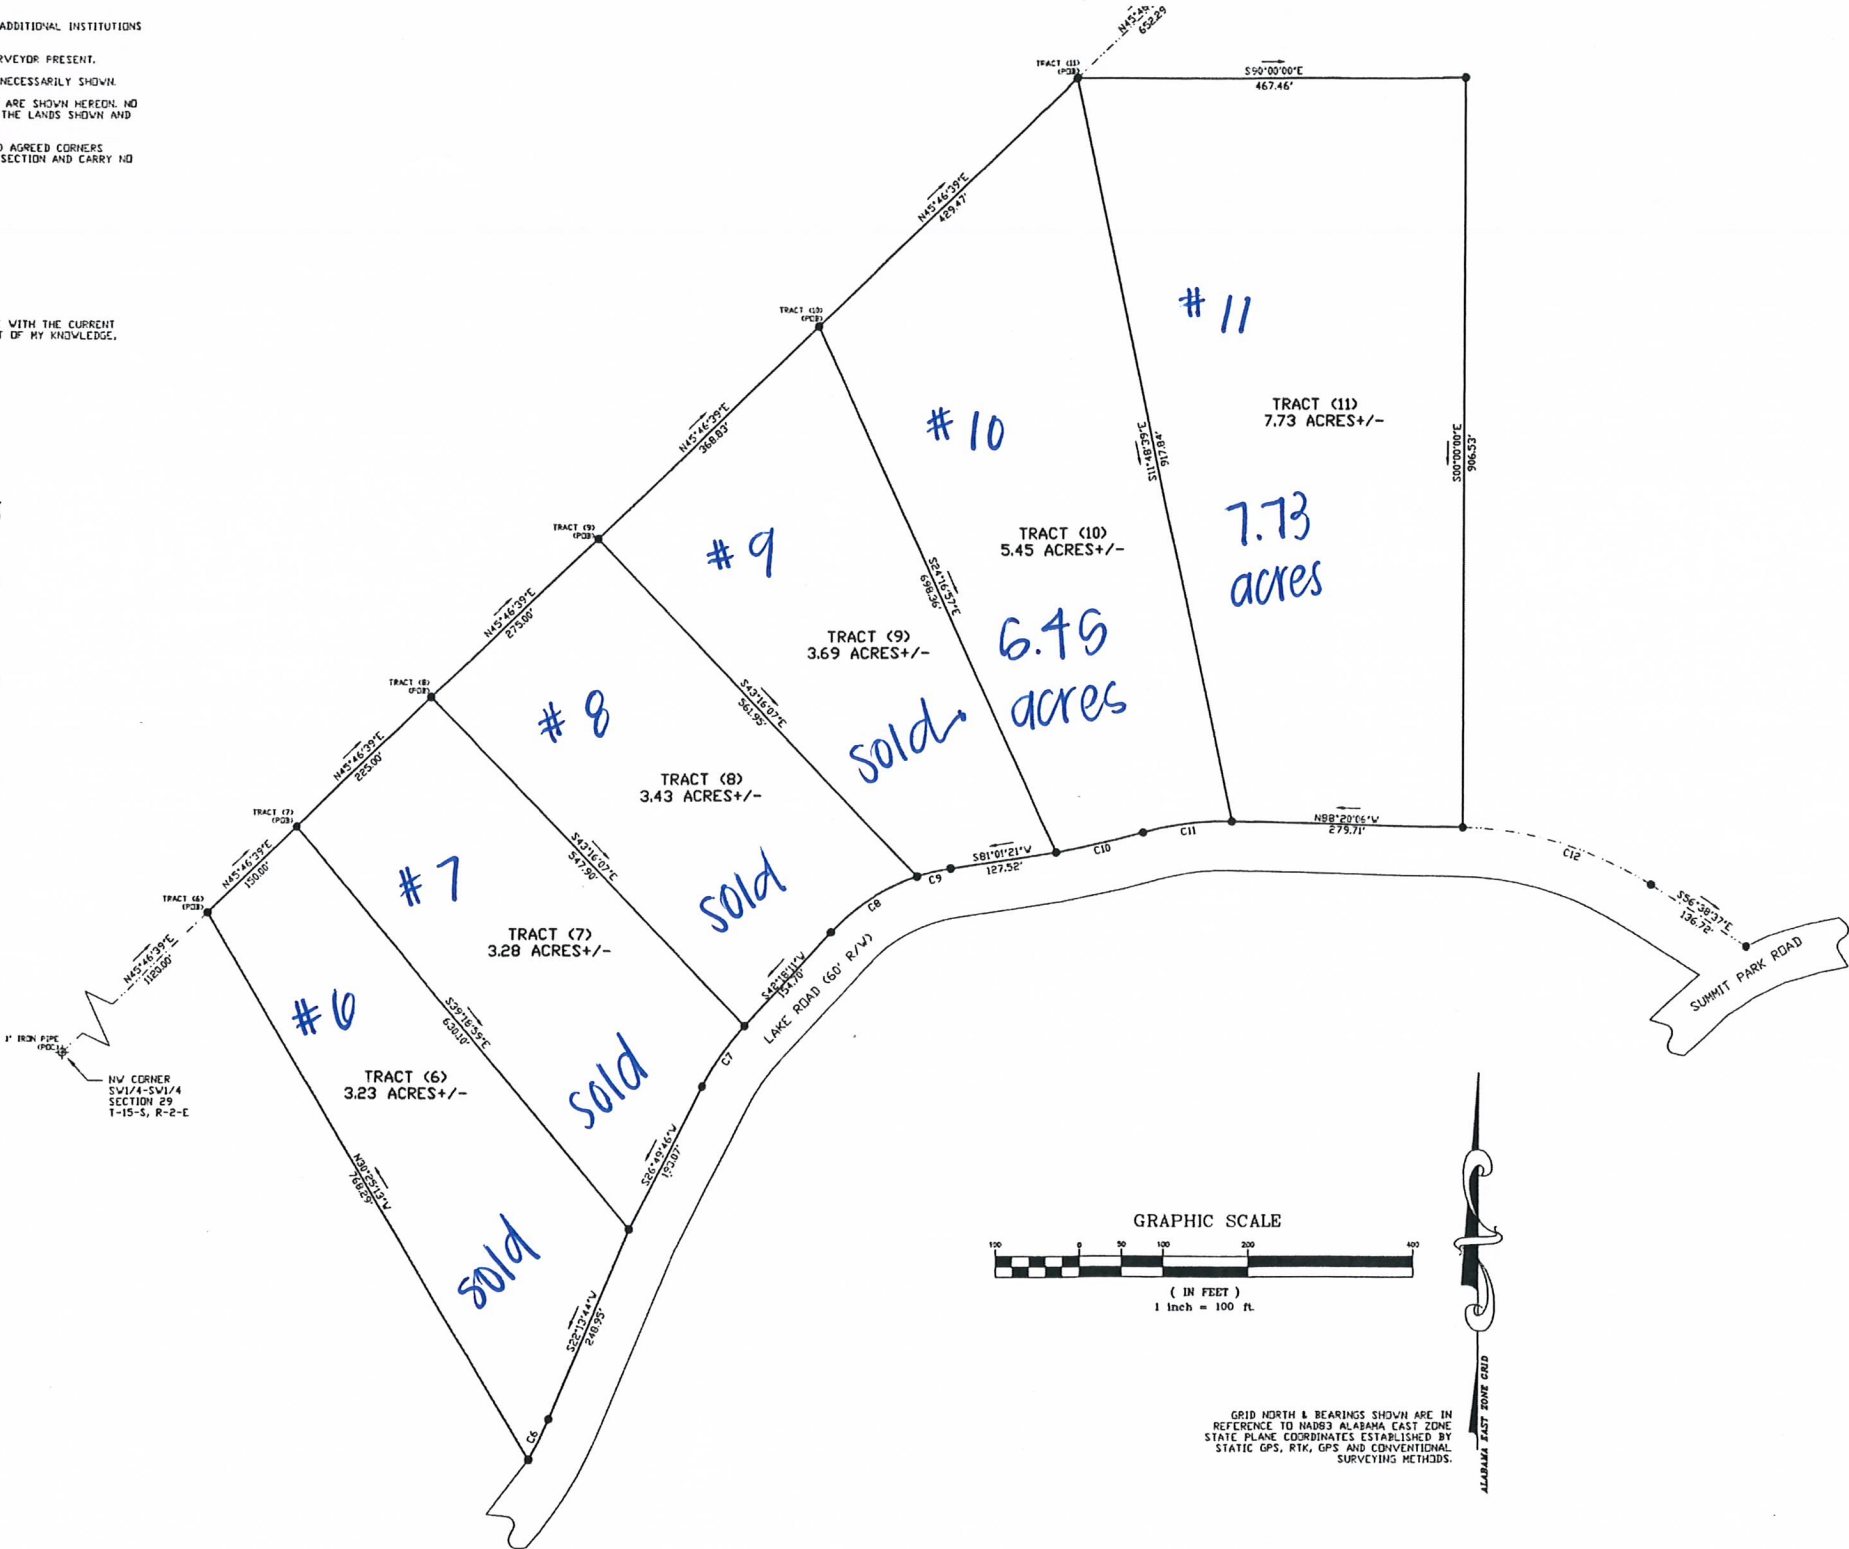 ADDITIONAL INSTITUTIONS
RVEYOR PRESENT.
NECESSARILY SHOWN.
ARE SHOWN HEREON. NO
THE LANDS SHOWN AND
AGREED CORNERS
SECTION AND CARRY NO
WITH THE CURRENT
OF MY KNOWLEDGE,
652.29
TRACT (11)
(POB)
S90°00'00"E
467.46'
N45°46'39"E
429.47'
# 11
TRACT (11)
7.73 ACRES+/-
7.73
acres
S11°48'39"E
917.84'
S00°00'00"E
906.53'
TRACT (10)
(POB)
N45°46'39"E
368.83'
# 10
TRACT (10)
5.45 ACRES+/-
acres
S24°16'57"E
698.36'
TRACT (9)
(POB)
N45°46'39"E
275.00'
# 9
TRACT (9)
3.69 ACRES+/-
sold
S43°16'07"E
561.95'
TRACT (8)
(POB)
N45°46'39"E
225.00'
# 8
TRACT (8)
3.43 ACRES+/-
sold
S43°16'07"E
547.90'
TRACT (7)
(POB)
N45°46'39"E
150.00'
# 7
TRACT (7)
3.28 ACRES+/-
sold
S39°16'59"E
630.10'
TRACT (6)
(POB)
N45°46'39"E
1120.00'
# 6
TRACT (6)
3.23 ACRES+/-
sold
N30°25'13"W
768.29'
1" IRON PIPE
(POC)
NW CORNER
SW1/4-SW1/4
SECTION 29
T-15-S, R-2-E
C6
S22°13'44"W
248.95'
S26°49'46"W
190.07'
C7
S42°18'11"W
154.70'
C8
C9
S81°01'21"W
127.52'
C10
C11
N88°20'06"W
279.71'
C12
S56°38'37"E
136.72'
LAKE ROAD (60' R/W)
SUMMIT PARK ROAD
GRAPHIC SCALE
100 0 50 100 200 400
( IN FEET )
1 inch = 100 ft.
GRID NORTH & BEARINGS SHOWN ARE IN
REFERENCE TO NAD83 ALABAMA EAST ZONE
STATE PLANE COORDINATES ESTABLISHED BY
STATIC GPS, RTK, GPS AND CONVENTIONAL
SURVEYING METHODS.
ALABAMA EAST ZONE GRID